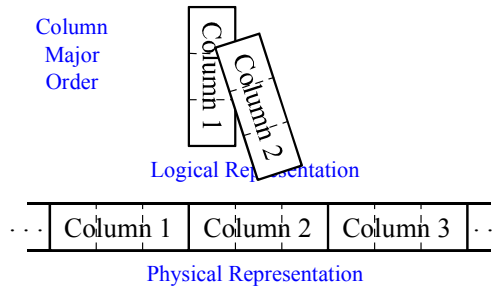 Column
Major
Order
Column 1
Column 2
Logical Representation
· · ·
Column 1
Column 2
Column 3
· · ·
Physical Representation